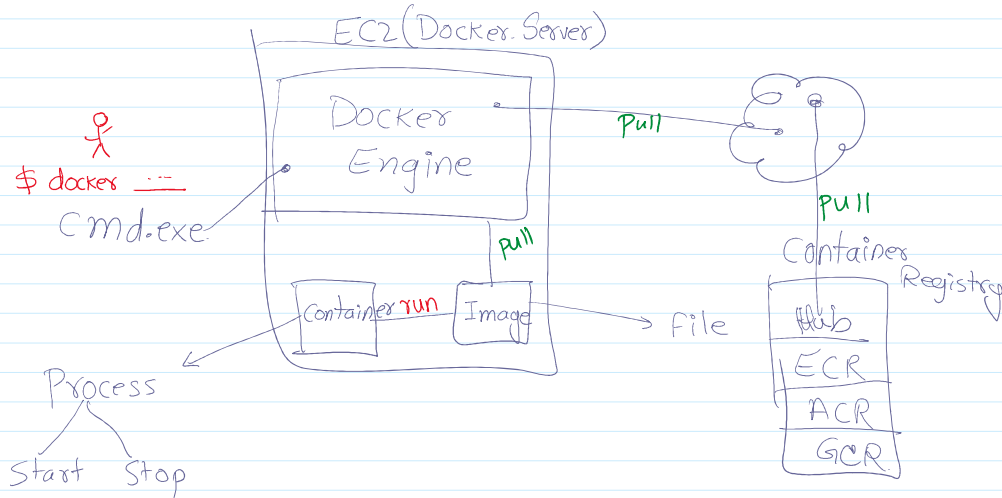 EC2(Docker.Server)
Docker
Engine
Pull
$ docker
Cmd.exe
pull
Pull
Container
Registry
Container
run
Image
File
Hub
ECR
ACR
GCR
Process
Start
Stop